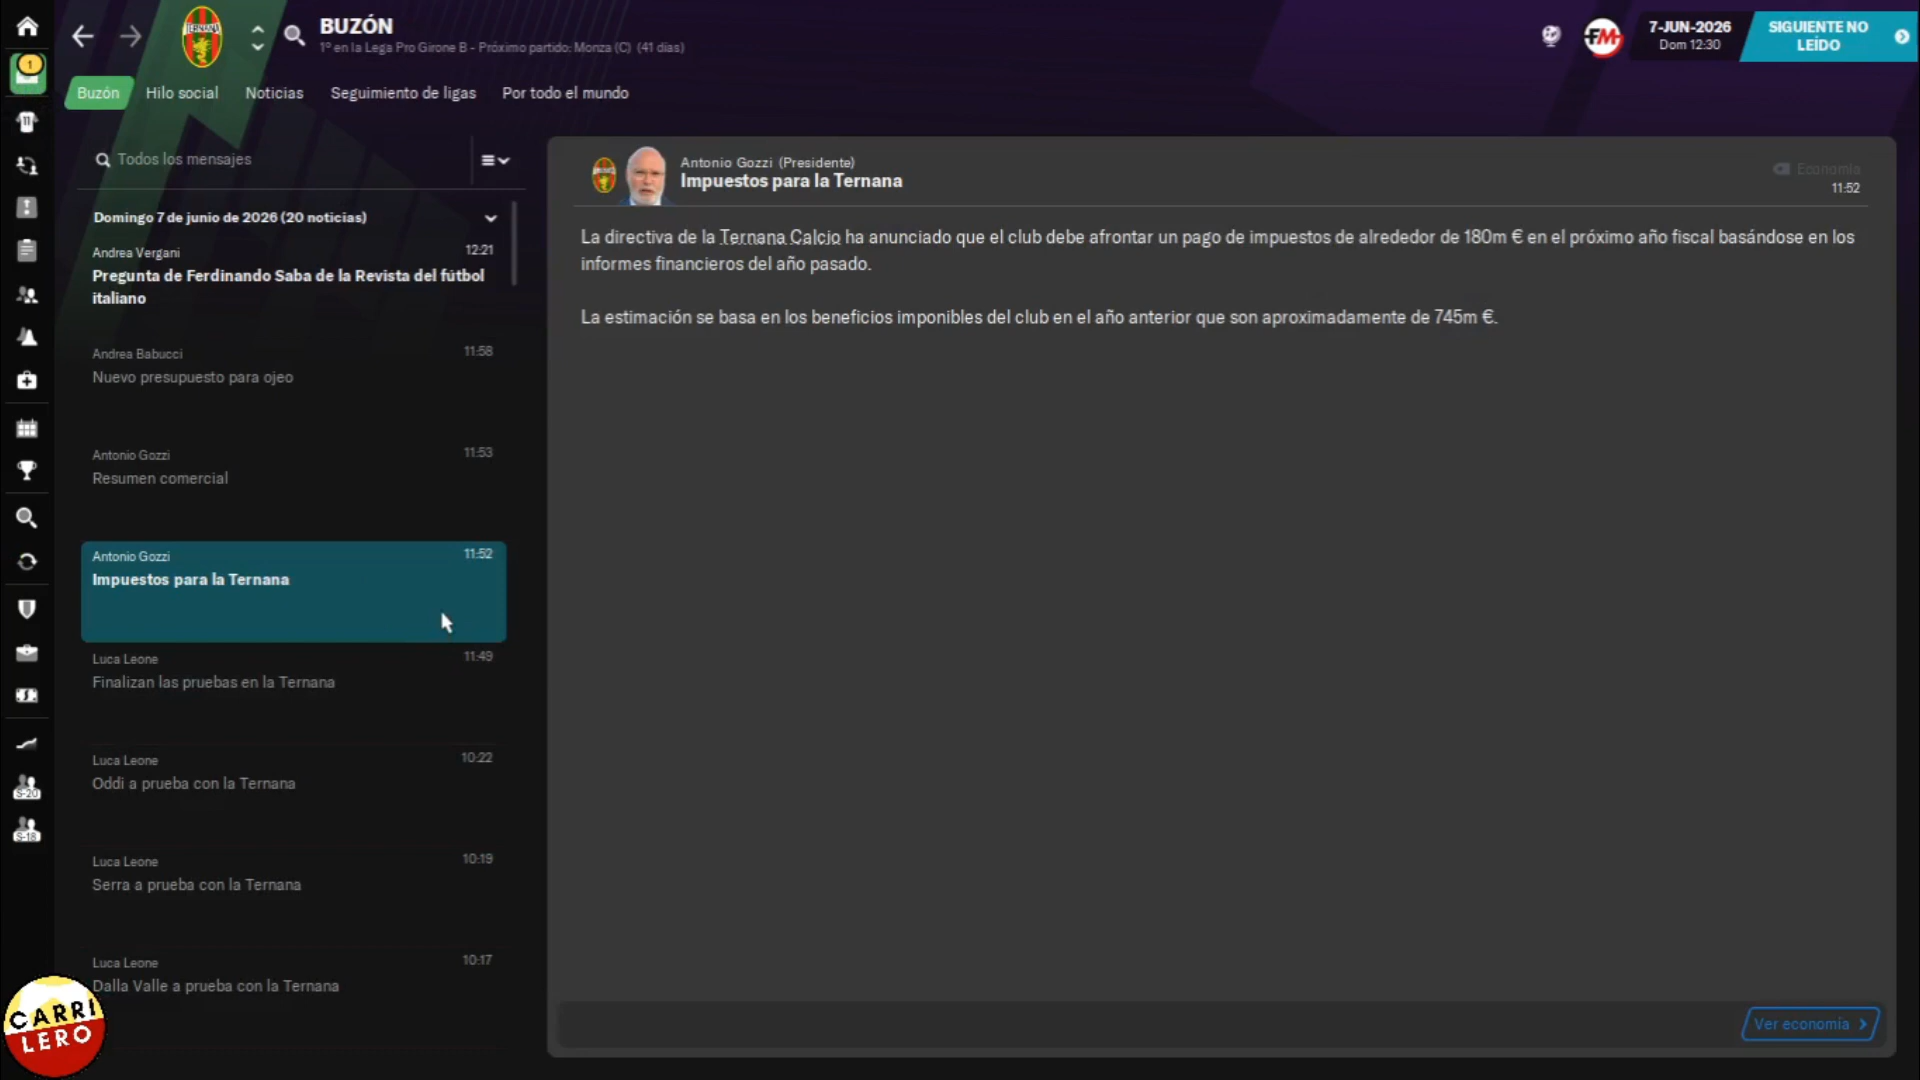 BUZÓN
1º en la Lega Pro Girone B - Próximo partido: Monza (C) (41 días)
FM
7-JUN-2026
Dom 12:30
SIGUIENTE NO
LEÍDO
1
TERNANA
Buzón
Hilo social
Noticias
Seguimiento de ligas
Por todo el mundo
Todos los mensajes
Domingo 7 de junio de 2026 (20 noticias)
Andrea Vergani
12:21
Pregunta de Ferdinando Saba de la Revista del fútbol
italiano
Andrea Babucci
11:58
Nuevo presupuesto para ojeo
Antonio Gozzi
11:53
Resumen comercial
Antonio Gozzi
11:52
Impuestos para la Ternana
Luca Leone
11:49
Finalizan las pruebas en la Ternana
Luca Leone
10:22
Oddi a prueba con la Ternana
Luca Leone
10:19
Serra a prueba con la Ternana
Luca Leone
10:17
Dalla Valle a prueba con la Ternana
Antonio Gozzi (Presidente)
Impuestos para la Ternana
Economía
11:52
La directiva de la Ternana Calcio ha anunciado que el club debe afrontar un pago de impuestos de alrededor de 180m € en el próximo año fiscal basándose en los
informes financieros del año pasado.
La estimación se basa en los beneficios imponibles del club en el año anterior que son aproximadamente de 745m €.
Ver economía
S-20
S-18
CARRI
LERO